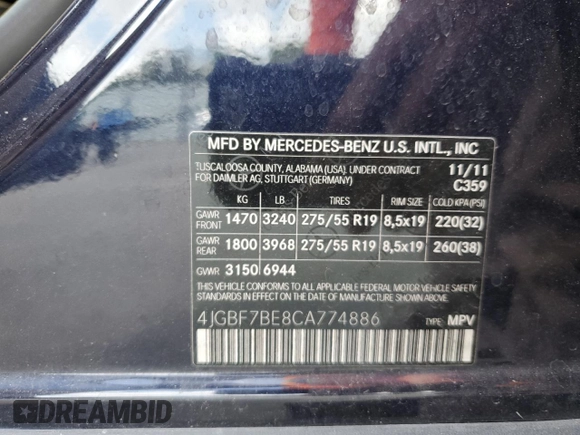 MFD BY MERCEDES-BENZ U.S. INTL., INC
TUSCALOOSA COUNTY, ALABAMA (USA). UNDER CONTRACT 11/11
FOR DAIMLER AG, STUTTGART (GERMANY) C359
KG LB TIRES RIM SIZE COLD KPA(PSI)
GAWR FRONT 1470 3240 275/55 R19 8,5x19 220(32)
GAWR REAR 1800 3968 275/55 R19 8,5x19 260(38)
GVWR 3150 6944
THIS VEHICLE CONFORMS TO ALL APPLICABLE FEDERAL MOTOR VEHICLE
SAFETY STANDARDS IN EFFECT ON THE DATE OF MANUFACTURE SHOWN ABOVE.
4JGBF7BE8CA774886 TYPE: MPV
DREAMBID